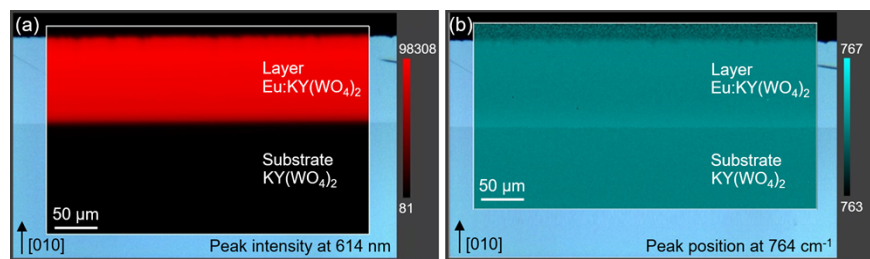 (a)
98308
Layer
Eu:KY(WO₄)₂
Substrate
KY(WO₄)₂
50 µm
81
[010]
Peak intensity at 614 nm
(b)
767
Layer
Eu:KY(WO₄)₂
Substrate
KY(WO₄)₂
50 µm
763
[010]
Peak position at 764 cm⁻¹